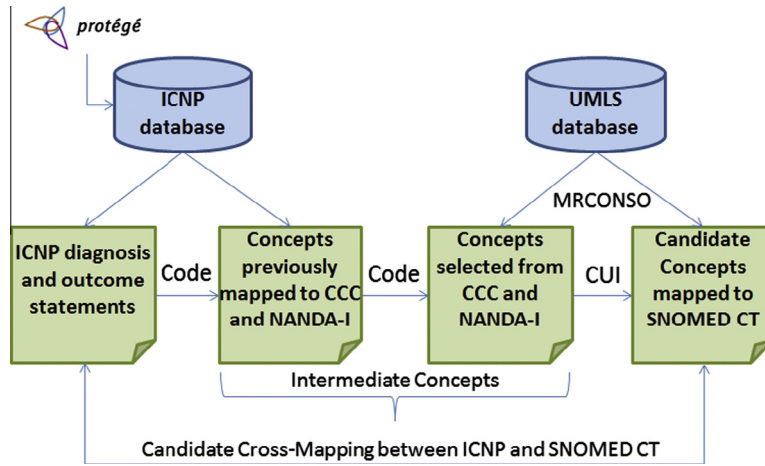 protégé
ICNP
database
UMLS
database
MRCONSO
ICNP diagnosis
and outcome
statements
Code
Concepts
previously
mapped to CCC
and NANDA-I
Code
Concepts
selected from
CCC and
NANDA-I
CUI
Candidate
Concepts
mapped to
SNOMED CT
Intermediate Concepts
Candidate Cross-Mapping between ICNP and SNOMED CT